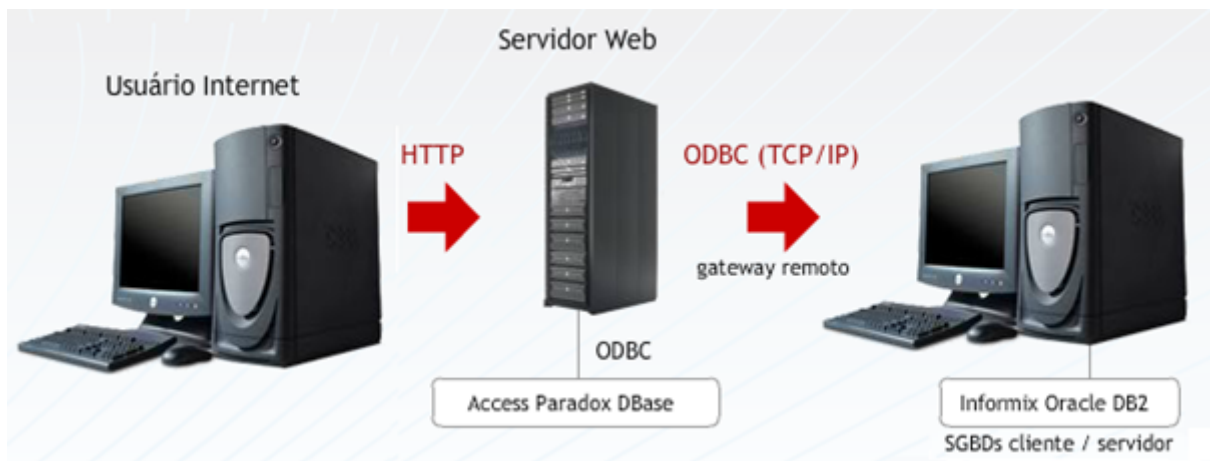 Servidor Web
Usuário Internet
HTTP
ODBC (TCP/IP)
gateway remoto
ODBC
Access Paradox DBase
Informix Oracle DB2
SGBDs cliente / servidor